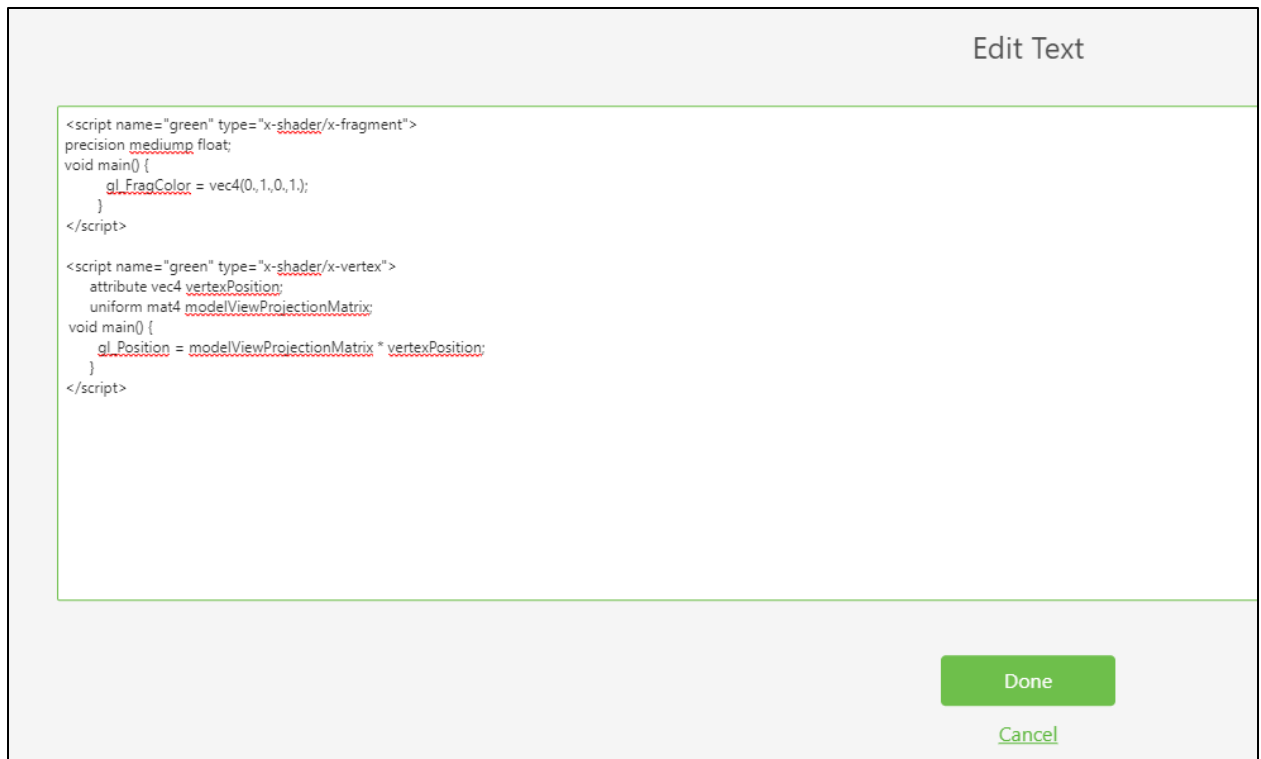 Edit Text
<script name="green" type="x-shader/x-fragment">
precision mediump float;
void main() {
gl_FragColor = vec4(0.,1.,0.,1.);
}
</script>
<script name="green" type="x-shader/x-vertex">
attribute vec4 vertexPosition;
uniform mat4 modelViewProjectionMatrix;
void main() {
gl_Position = modelViewProjectionMatrix * vertexPosition;
}
</script>
Done
Cancel